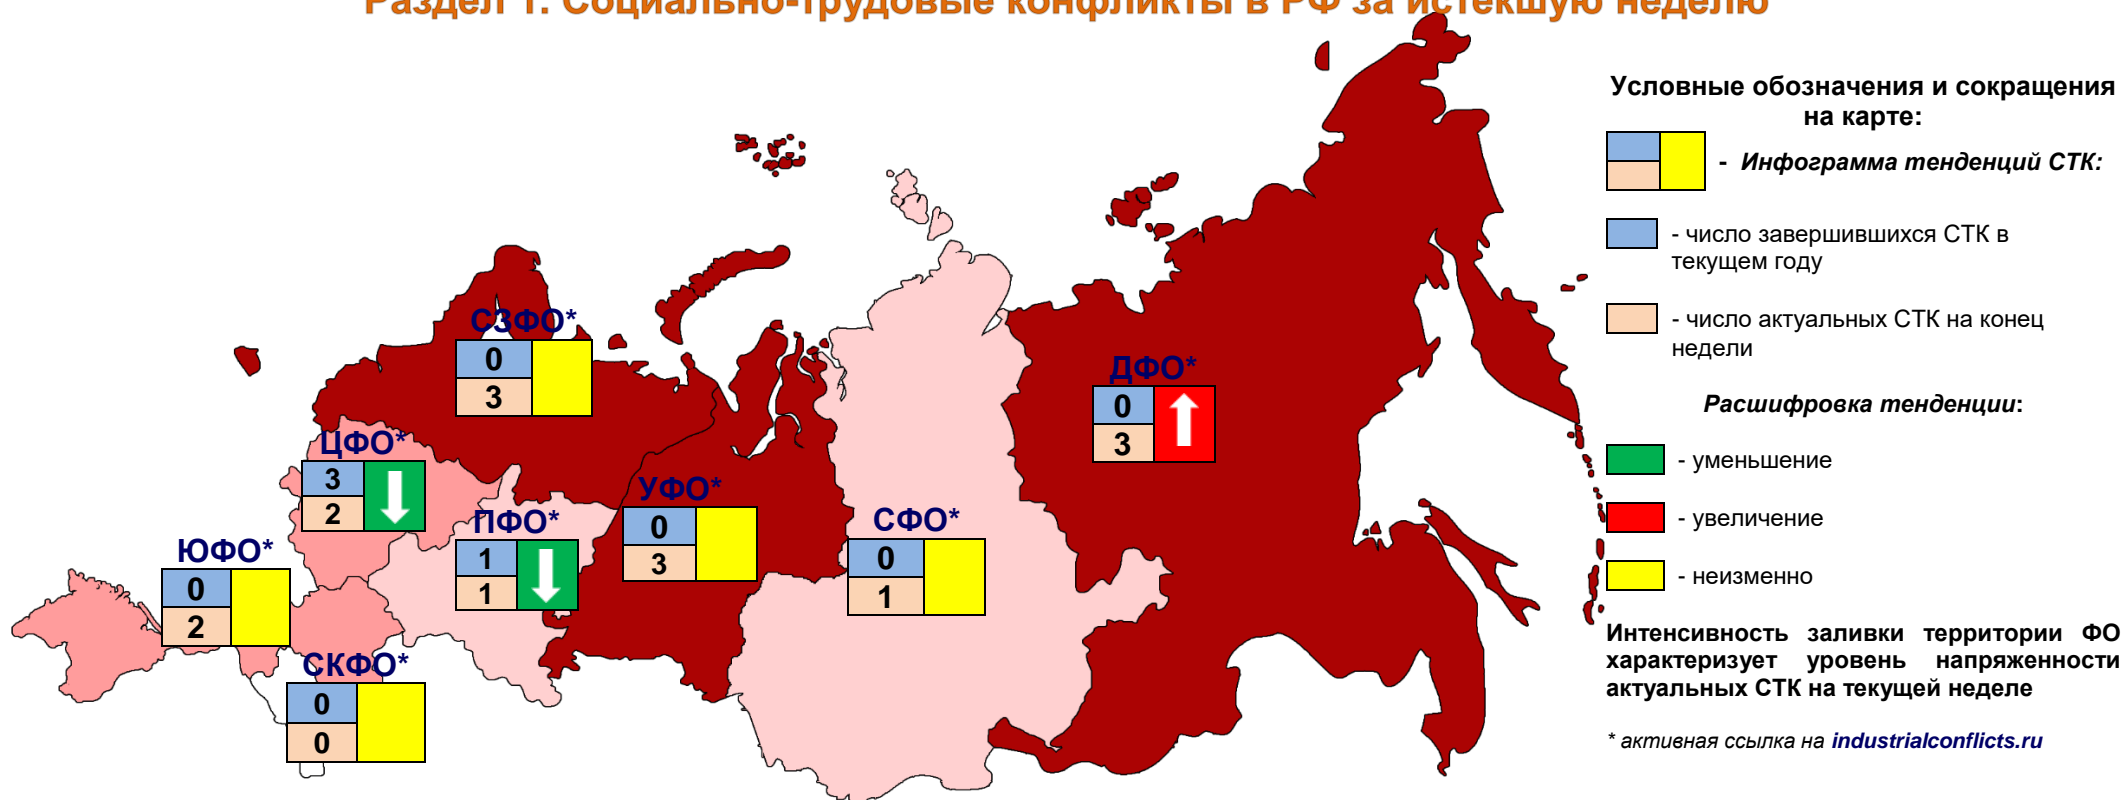 Раздел 1. Социально-трудовые конфликты в РФ за истекшую неделю
Условные обозначения и сокращения
на карте:
- Инфограмма тенденций СТК:
- число завершившихся СТК в
текущем году
- число актуальных СТК на конец
недели
Расшифровка тенденции:
- уменьшение
- увеличение
- неизменно
Интенсивность заливки территории ФО
характеризует уровень напряженности
актуальных СТК на текущей неделе
* активная ссылка на industrialconflicts.ru
СЗФО*
0
3
ДФО*
0
3
ЦФО*
3
2
УФО*
0
3
ПФО*
1
1
СФО*
0
1
ЮФО*
0
2
СКФО*
0
0